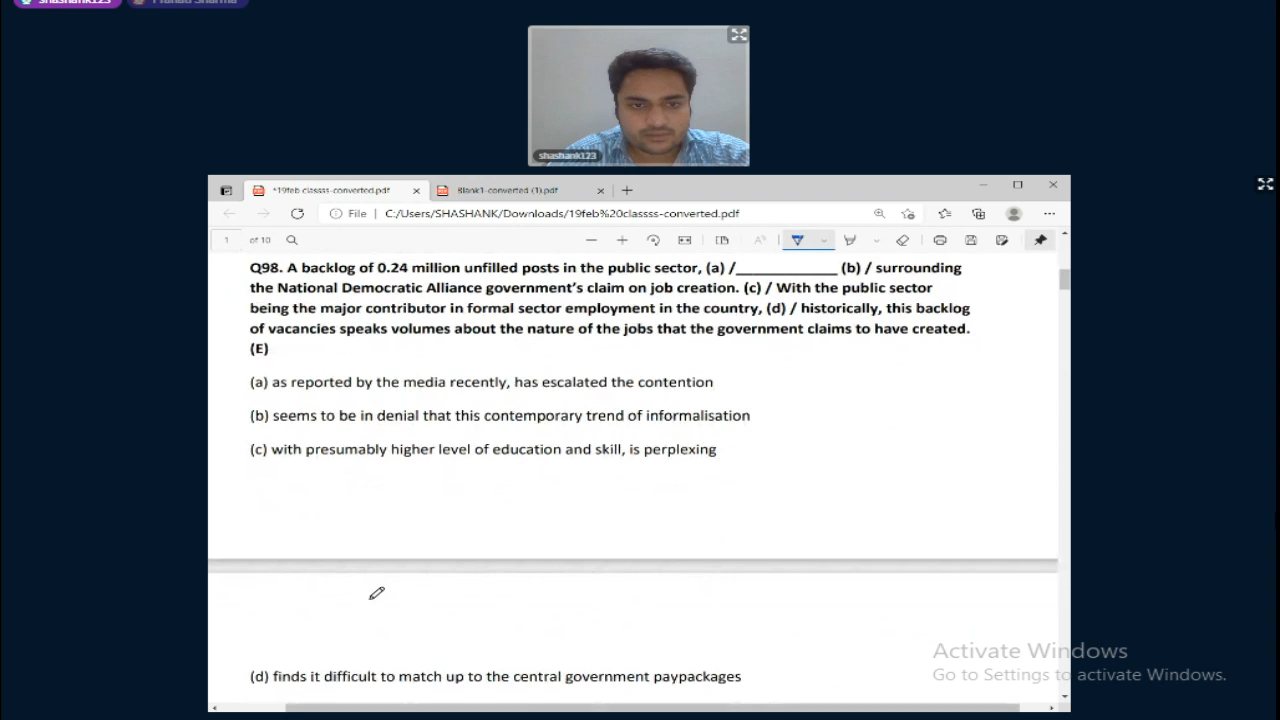 shashank123 Pranati Sharma
shashank123
*19feb classss-converted.pdf Blank1-converted (1).pdf
File C:/Users/SHASHANK/Downloads/19feb%20classss-converted.pdf
1 of 10
Q98. A backlog of 0.24 million unfilled posts in the public sector, (a) /_____________ (b) / surrounding
the National Democratic Alliance government's claim on job creation. (c) / With the public sector
being the major contributor in formal sector employment in the country, (d) / historically, this backlog
of vacancies speaks volumes about the nature of the jobs that the government claims to have created.
(E)
(a) as reported by the media recently, has escalated the contention
(b) seems to be in denial that this contemporary trend of informalisation
(c) with presumably higher level of education and skill, is perplexing
(d) finds it difficult to match up to the central government paypackages
Activate Windows
Go to Settings to activate Windows.